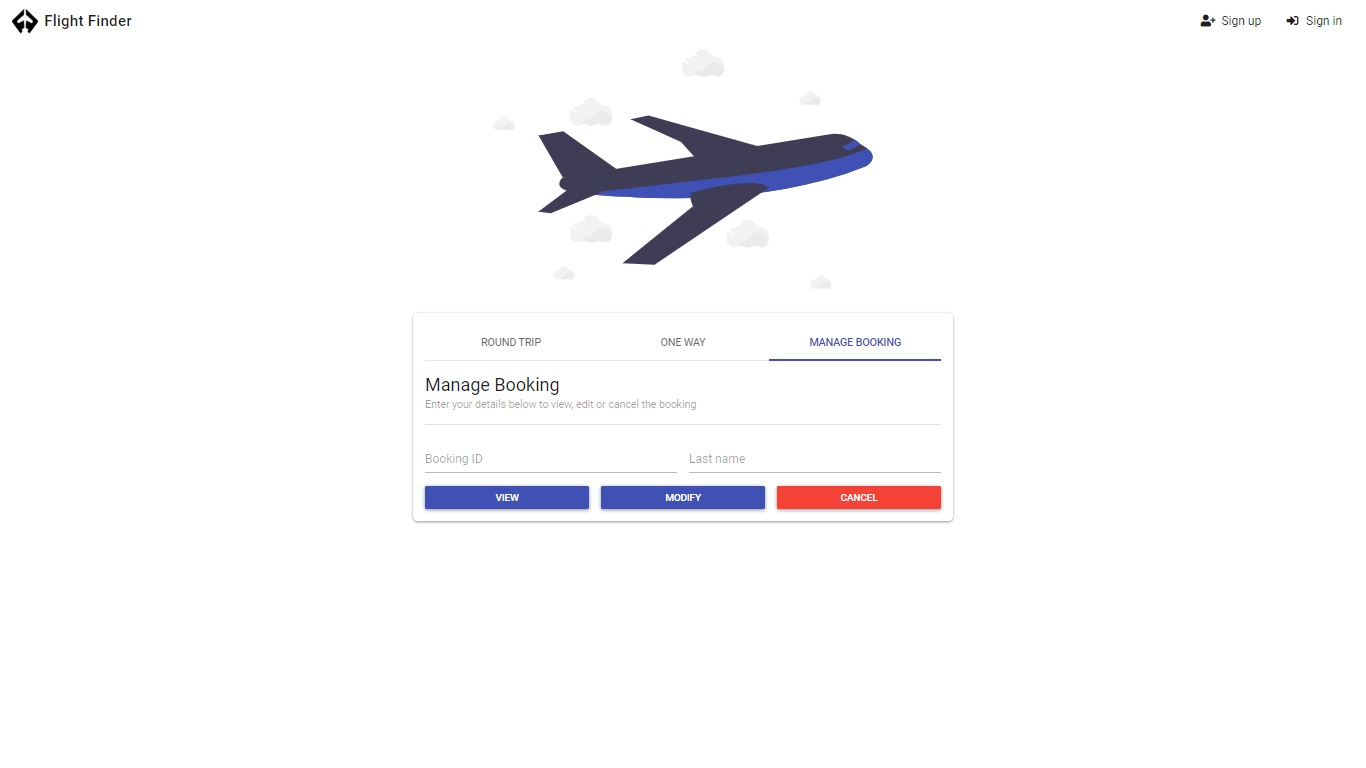 Flight Finder
Sign up
Sign in
ROUND TRIP
ONE WAY
MANAGE BOOKING
Manage Booking
Enter your details below to view, edit or cancel the booking
Booking ID
Last name
VIEW
MODIFY
CANCEL